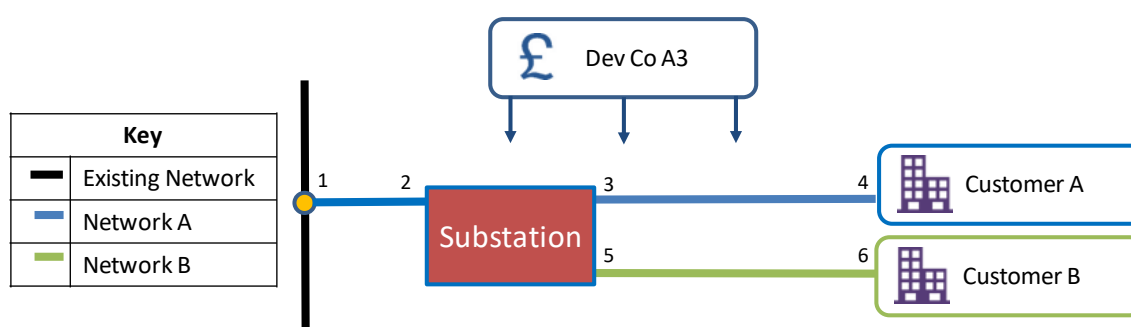 £ Dev Co A3
Key
Existing Network
Network A
Network B
1 2 3 4
Substation
5 6
Customer A
Customer B